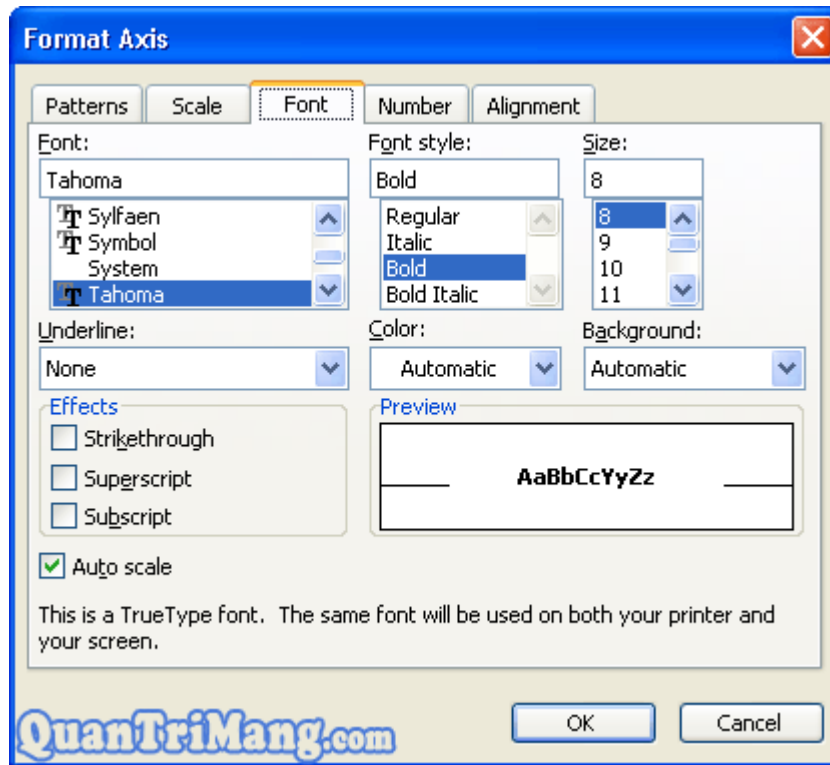 Format Axis
Patterns Scale Font Number Alignment
Font: Font style: Size:
Tahoma Bold 8
Sylfaen Regular 8
Symbol Italic 9
System Bold 10
Tahoma Bold Italic 11
Underline: Color: Background:
None Automatic Automatic
Effects Preview
Strikethrough
Superscript AaBbCcYyZz
Subscript
Auto scale
This is a TrueType font. The same font will be used on both your printer and
your screen.
QuanTriMang.com OK Cancel